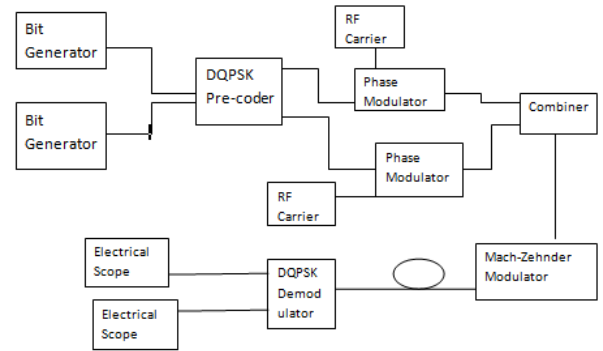 Bit
Generator
RF
Carrier
DQPSK
Pre-coder
Phase
Modulator
Combiner
Bit
Generator
Phase
Modulator
RF
Carrier
Electrical
Scope
DQPSK
Demod
ulator
Mach-Zehnder
Modulator
Electrical
Scope